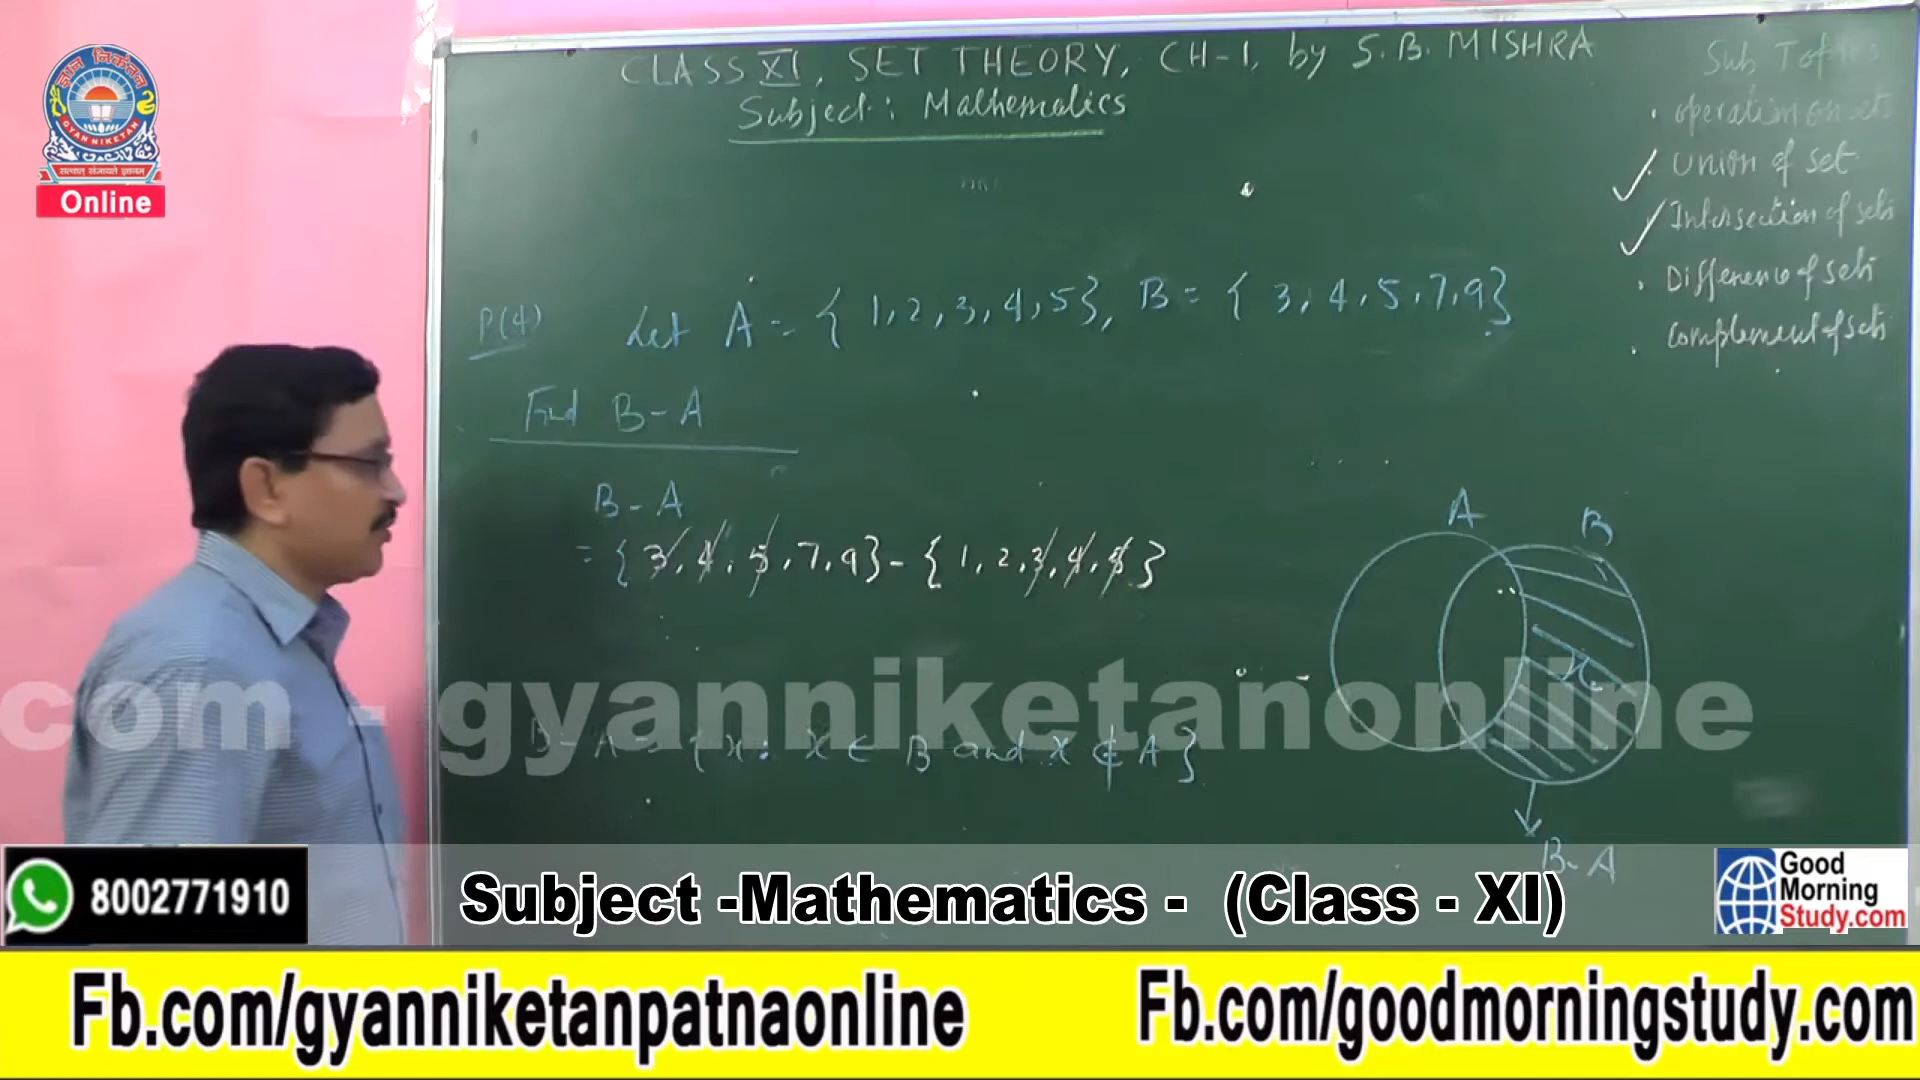 CLASS XI, SET THEORY, CH-1, by S.B. MISHRA
Subject: Mathematics
Sub Topics
. operation on sets
✓ Union of set
✓ Intersection of sets
. Difference of sets
. Complement of sets
P(4) Let A = { 1, 2, 3, 4, 5}, B = { 3, 4, 5, 7, 9}
Find B - A
B - A
= { 3, 4, 5, 7, 9} - { 1, 2, 3, 4, 5 }
B - A = { x : x ∈ B and x ∉ A }
A B
x
B - A
ज्ञान निकेतन
GYAN NIKETAN
Online
com - gyanniketanonline
8002771910
Subject -Mathematics - (Class - XI)
Good
Morning
Study.com
Fb.com/gyanniketanpatnaonline
Fb.com/goodmorningstudy.com